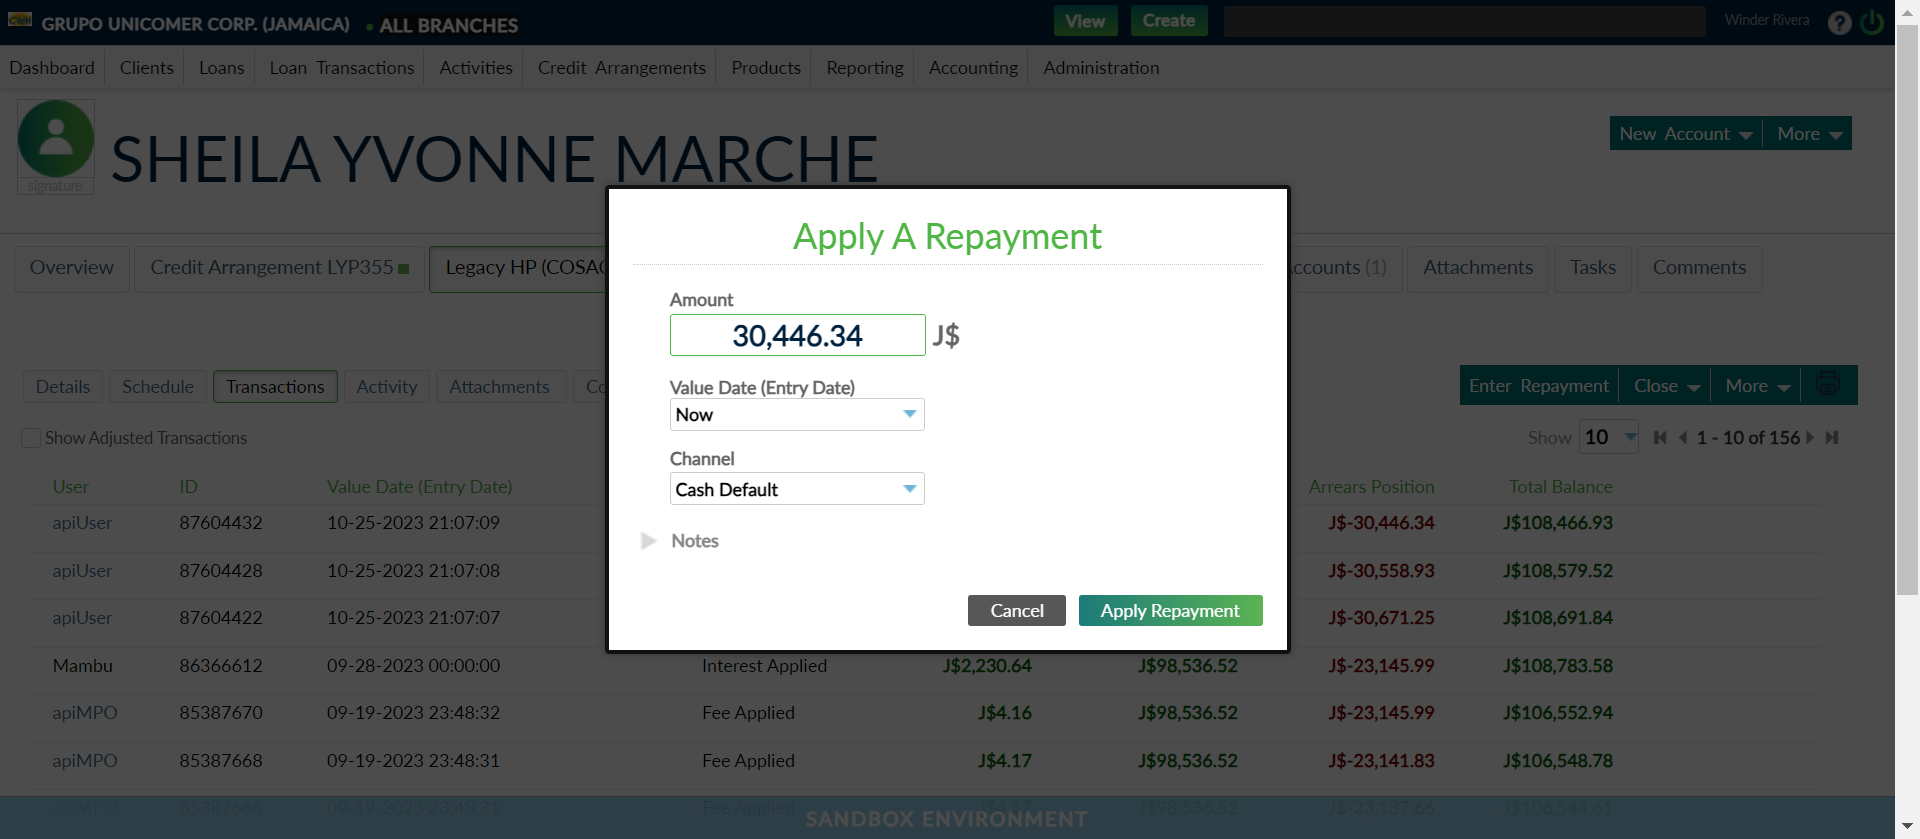 GRUPO UNICOMER CORP. (JAMAICA) • ALL BRANCHES View Create Winder Rivera ?
Dashboard Clients Loans Loan Transactions Activities Credit Arrangements Products Reporting Accounting Administration
SHEILA YVONNE MARCHE
signature
New Account More
Overview Credit Arrangement LYP355 Legacy HP (COSAC ccounts (1) Attachments Tasks Comments
Apply A Repayment
Amount
30,446.34 J$
Value Date (Entry Date)
Now
Channel
Cash Default
Notes
Cancel Apply Repayment
Details Schedule Transactions Activity Attachments Co
Enter Repayment Close More
Show Adjusted Transactions
Show 10 1 - 10 of 156
User ID Value Date (Entry Date) Arrears Position Total Balance
apiUser 87604432 10-25-2023 21:07:09 J$-30,446.34 J$108,466.93
apiUser 87604428 10-25-2023 21:07:08 J$-30,558.93 J$108,579.52
apiUser 87604422 10-25-2023 21:07:07 J$-30,671.25 J$108,691.84
Mambu 86366612 09-28-2023 00:00:00 Interest Applied J$2,230.64 J$98,536.52 J$-23,145.99 J$108,783.58
apiMPO 85387670 09-19-2023 23:48:32 Fee Applied J$4.16 J$98,536.52 J$-23,145.99 J$106,552.94
apiMPO 85387668 09-19-2023 23:48:31 Fee Applied J$4.17 J$98,536.52 J$-23,141.83 J$106,548.78
apiMPO 85387666 09-19-2023 23:48:31 Fee Applied J$4.17 J$98,536.52 J$-23,137.66 J$106,544.61
SANDBOX ENVIRONMENT